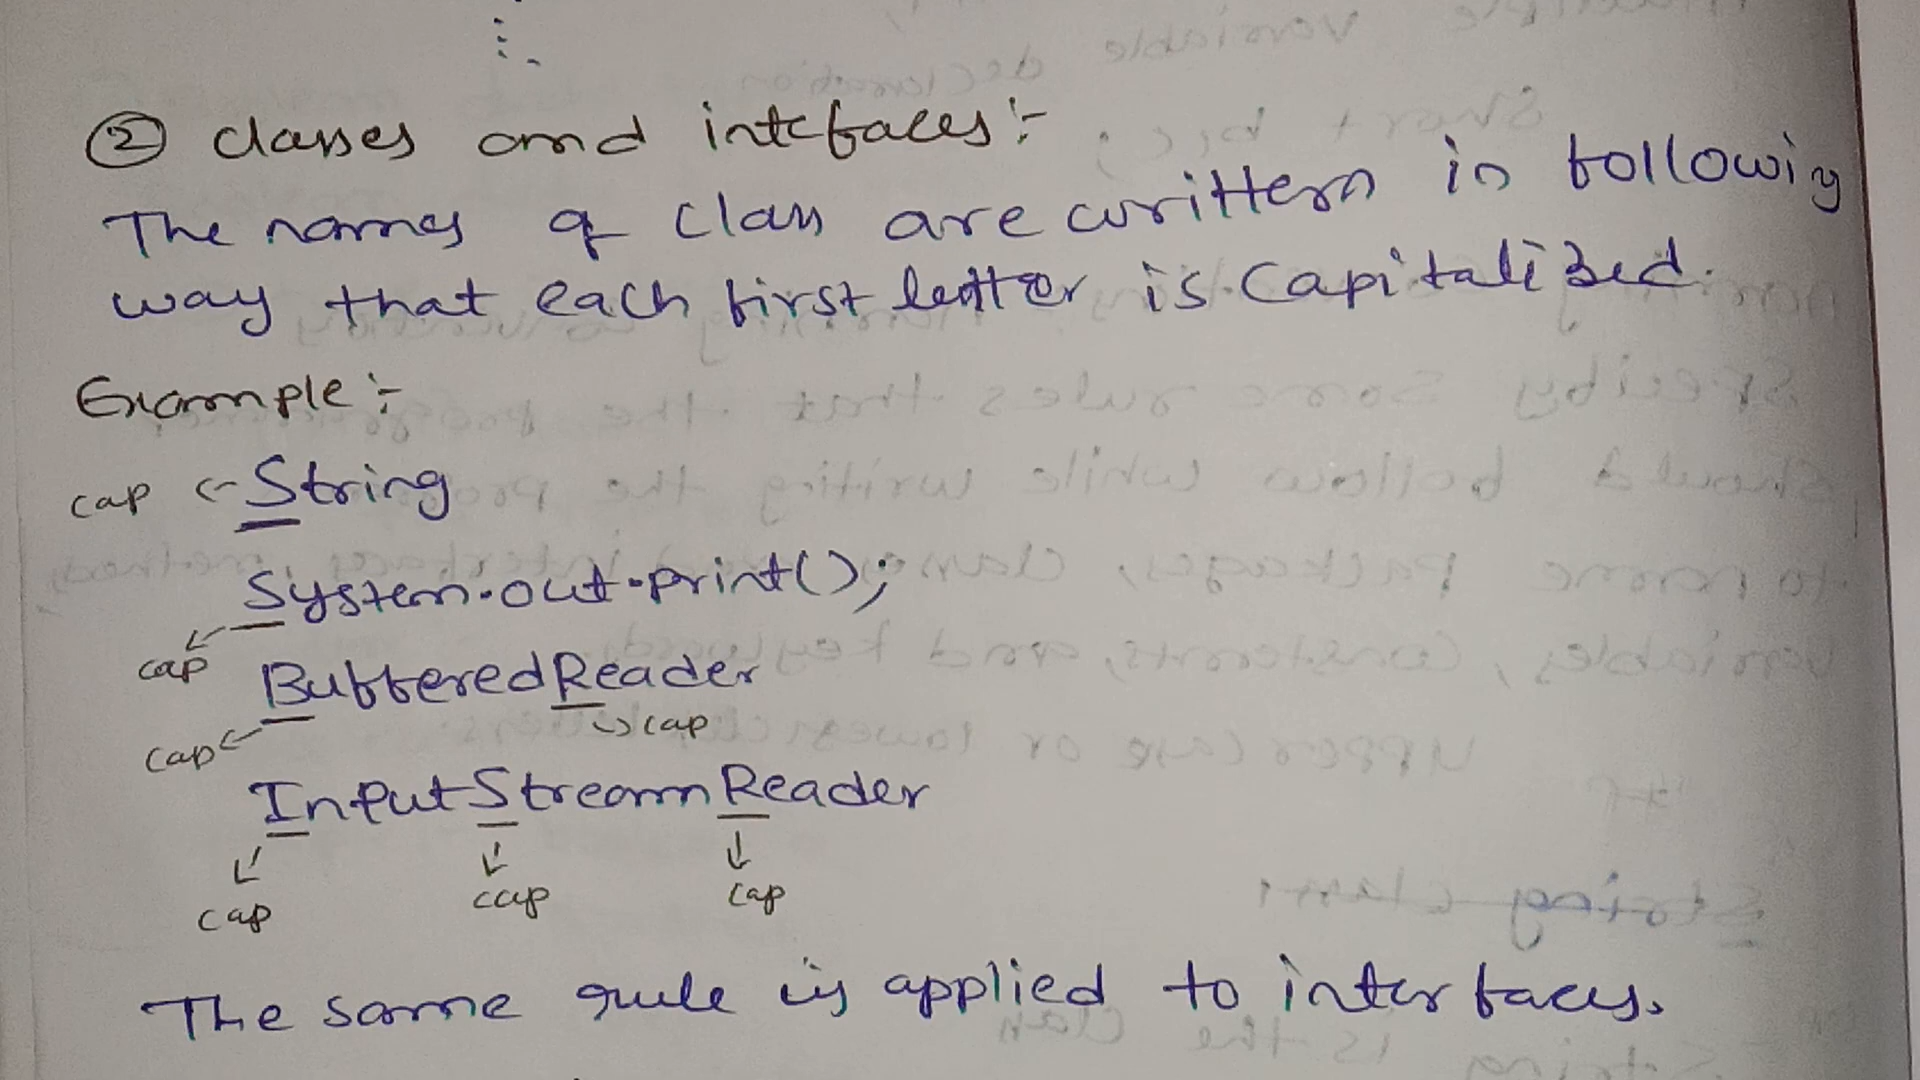 ② classes and intefaces:-
The names of class are writtern in followig
way that each first letter is Capitalized.
Example:-
cap ← String
System.out.print();
cap
BufferedReader
cap
cap
InputStreamReader
cap cap cap
The same rule is applied to interfaces.